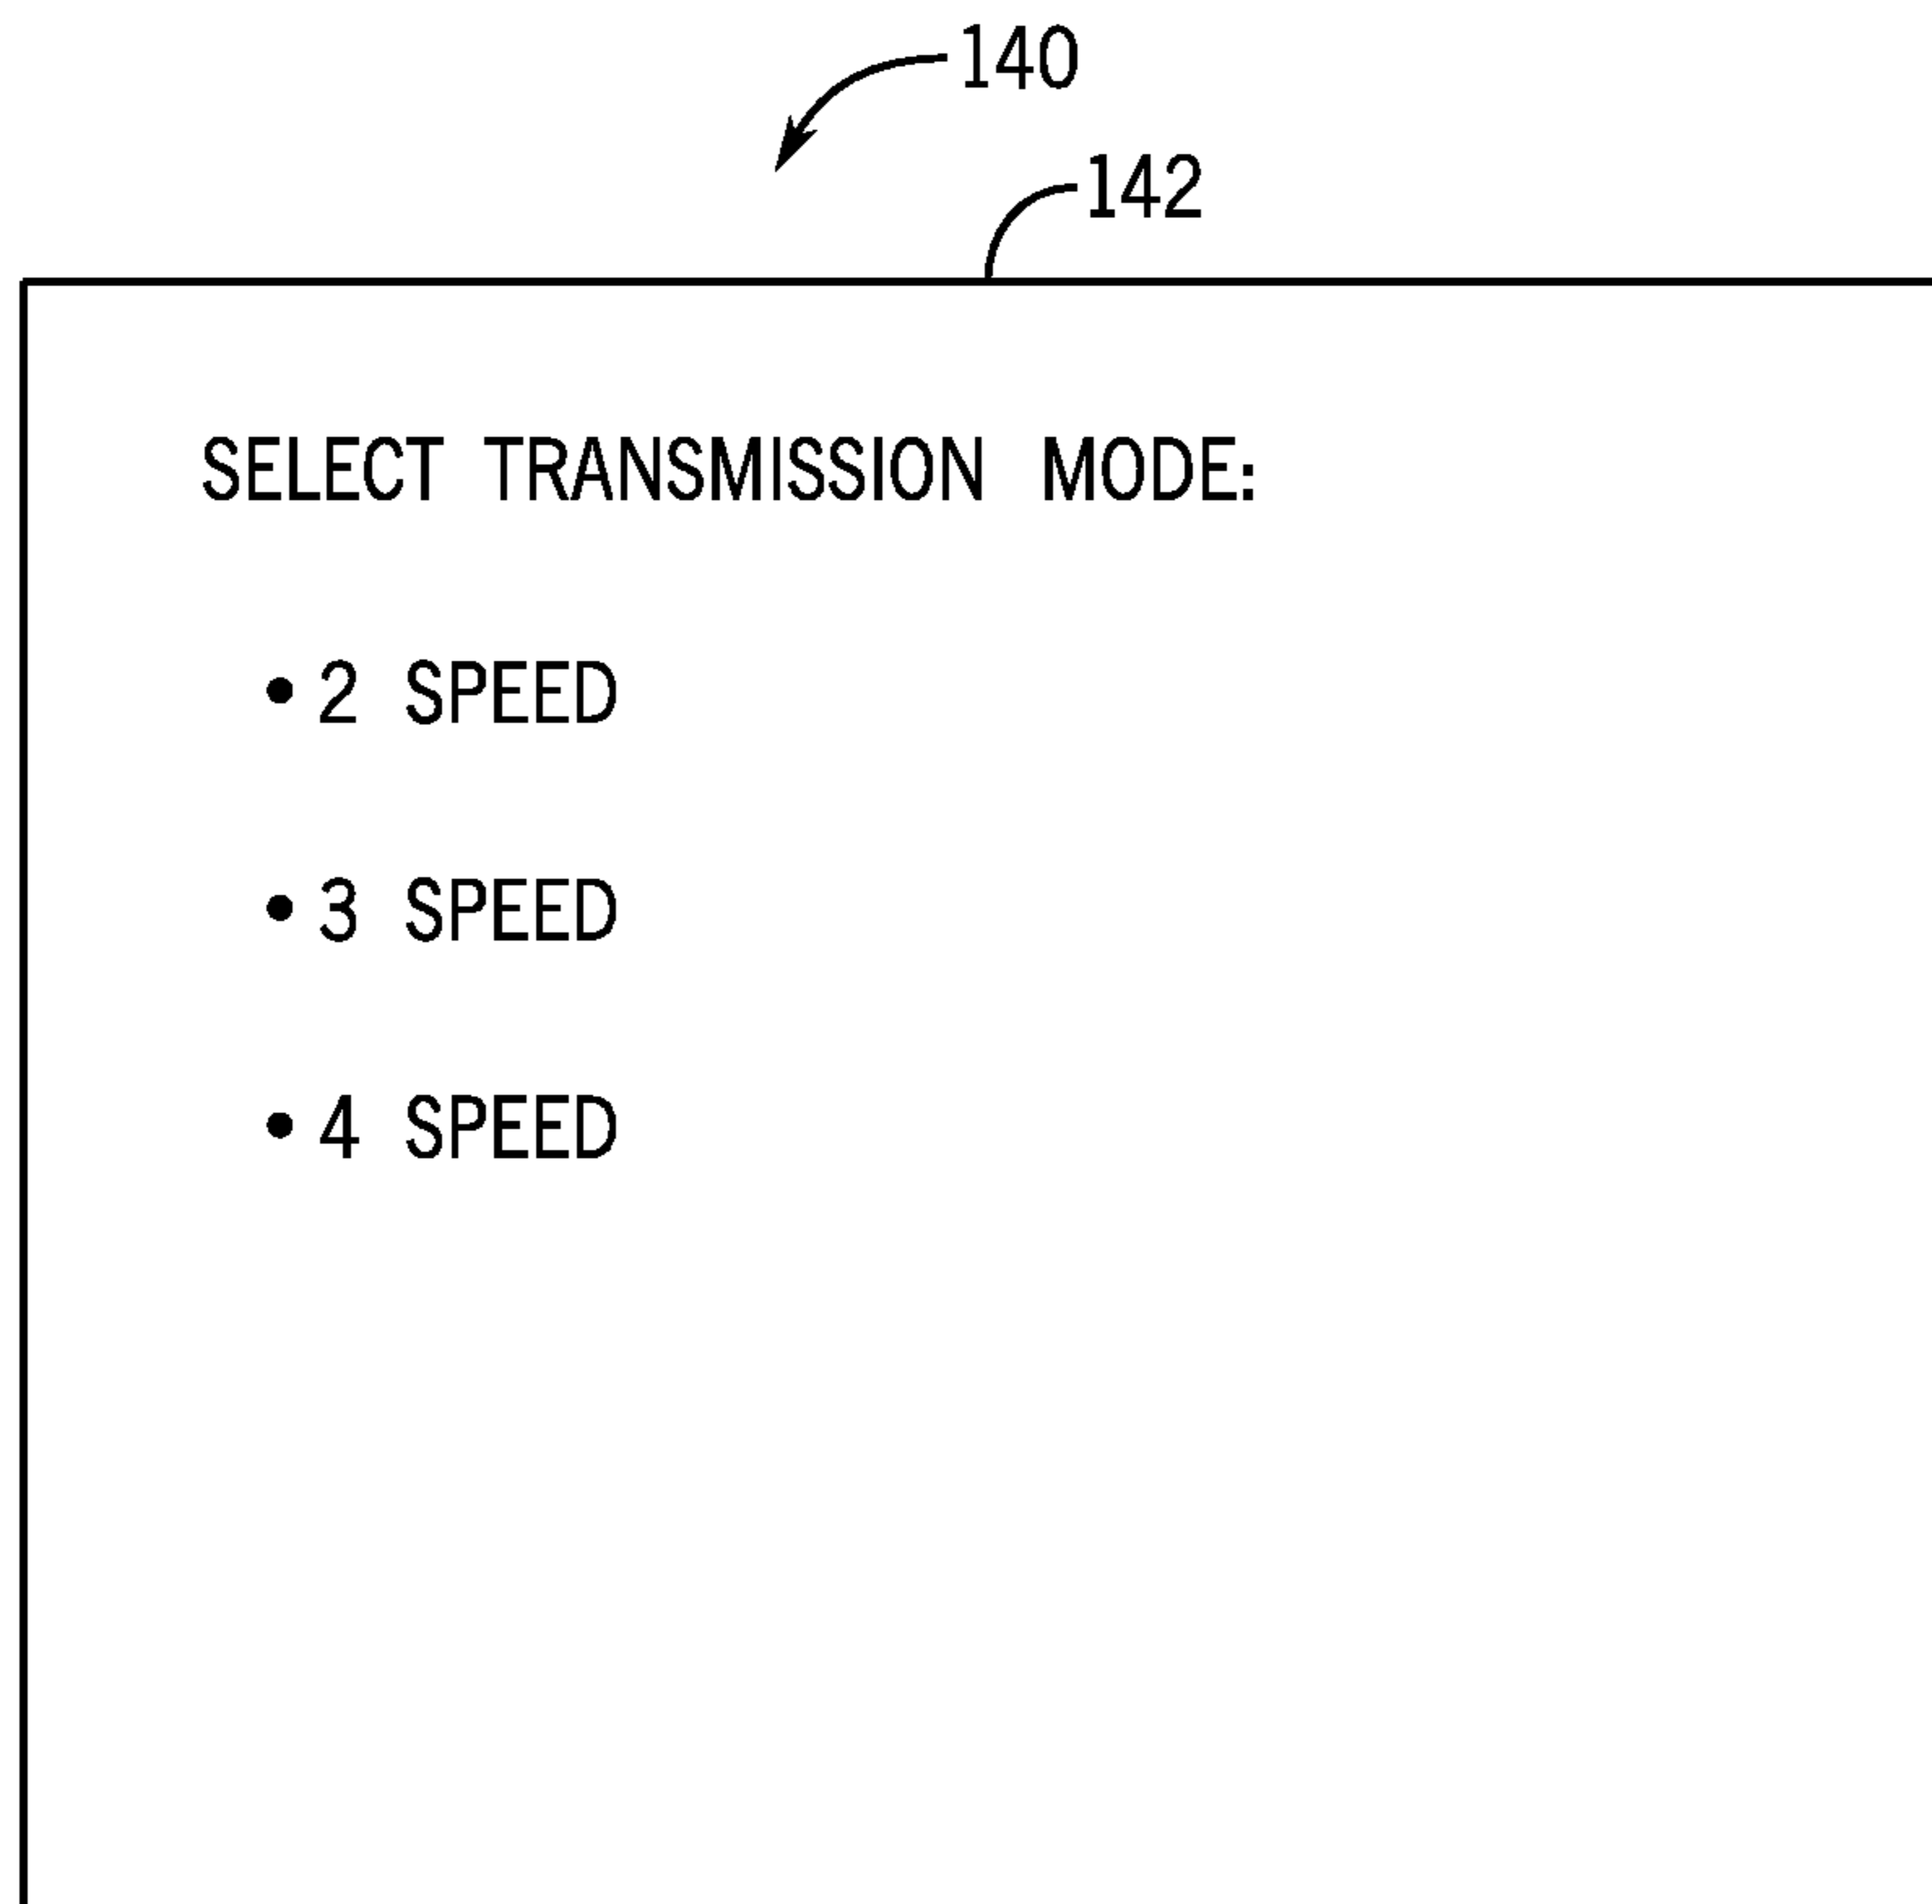 140
142
SELECT TRANSMISSION MODE:
•2 SPEED
•3 SPEED
•4 SPEED